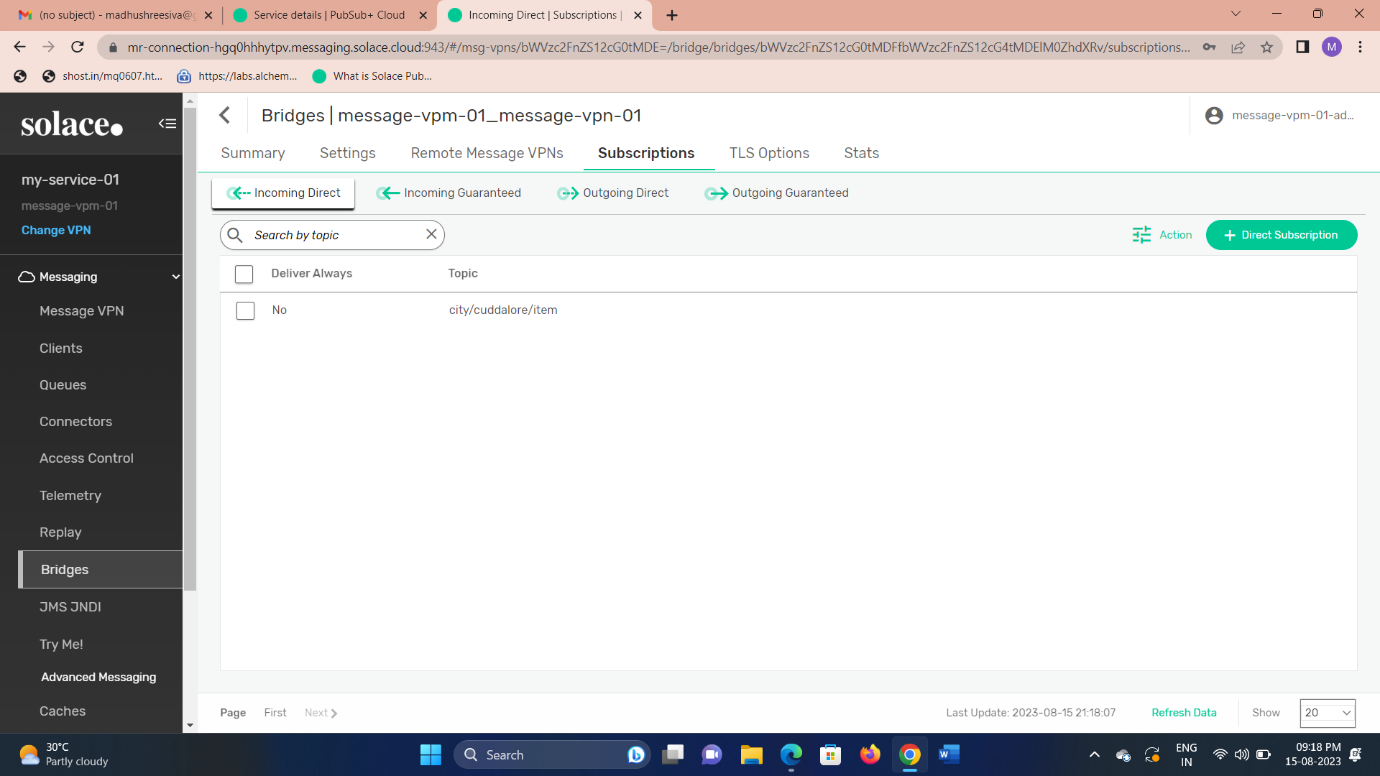 (no subject) - madhushreesiva@g
Service details | PubSub+ Cloud
Incoming Direct | Subscriptions |
mr-connection-hgq0hhhytpv.messaging.solace.cloud:943/#/msg-vpns/bWVzc2FnZS12cG0tMDE=/bridge/bridges/bWVzc2FnZS12cG0tMDFfbWVzc2FnZS12cG4tMDElM0ZhdXRv/subscriptions...
M
shost.in/mq0607.ht...
https://labs.alchem...
What is Solace Pub...
solace.
Bridges | message-vpm-01_message-vpn-01
message-vpm-01-ad...
Summary Settings Remote Message VPNs Subscriptions TLS Options Stats
my-service-01
message-vpm-01
Change VPN
Incoming Direct Incoming Guaranteed Outgoing Direct Outgoing Guaranteed
Search by topic
Action
+ Direct Subscription
Deliver Always Topic
No city/cuddalore/item
Messaging
Message VPN
Clients
Queues
Connectors
Access Control
Telemetry
Replay
Bridges
JMS JNDI
Try Me!
Advanced Messaging
Caches
Page First Next
Last Update: 2023-08-15 21:18:07 Refresh Data Show 20
30°C
Partly cloudy
Search
ENG
IN
09:18 PM
15-08-2023